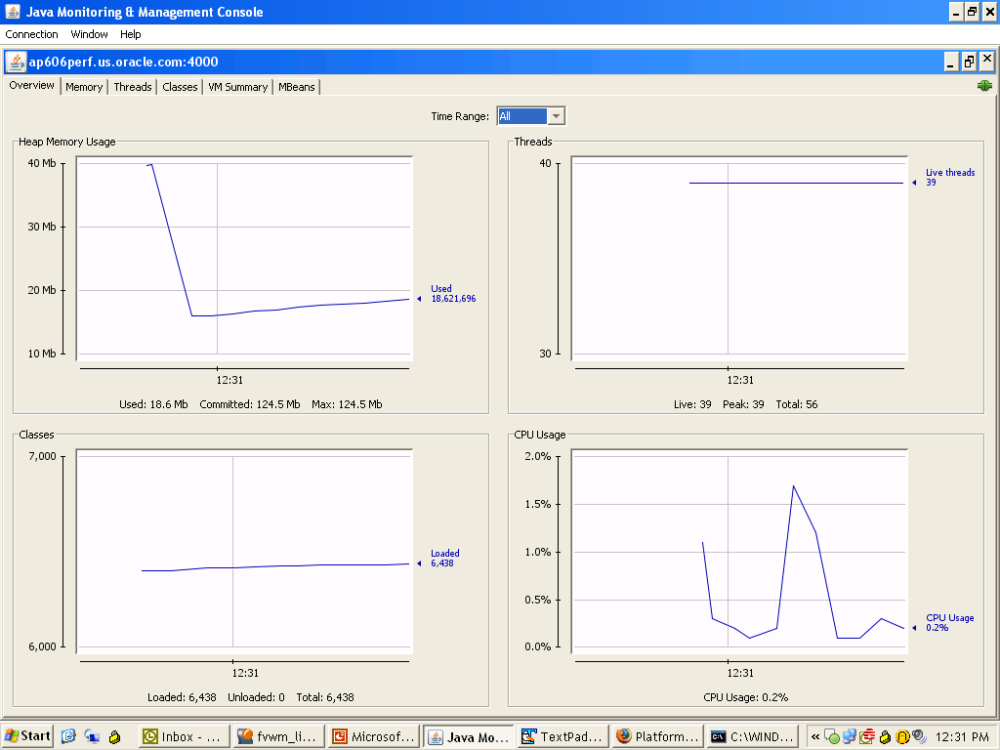 Java Monitoring & Management Console
Connection Window Help
ap606perf.us.oracle.com:4000
Overview Memory Threads Classes VM Summary MBeans
Time Range: All
Heap Memory Usage
40 Mb
30 Mb
20 Mb
10 Mb
Used
18,621,696
12:31
Used: 18.6 Mb Committed: 124.5 Mb Max: 124.5 Mb
Threads
40
30
Live threads
39
12:31
Live: 39 Peak: 39 Total: 56
Classes
7,000
6,000
Loaded
6,438
12:31
Loaded: 6,438 Unloaded: 0 Total: 6,438
CPU Usage
2.0%
1.5%
1.0%
0.5%
0.0%
CPU Usage
0.2%
12:31
CPU Usage: 0.2%
Start Inbox - ... fvwm_li... Microsof... Java Mo... TextPad... Platform... C:\WIND... « 12:31 PM